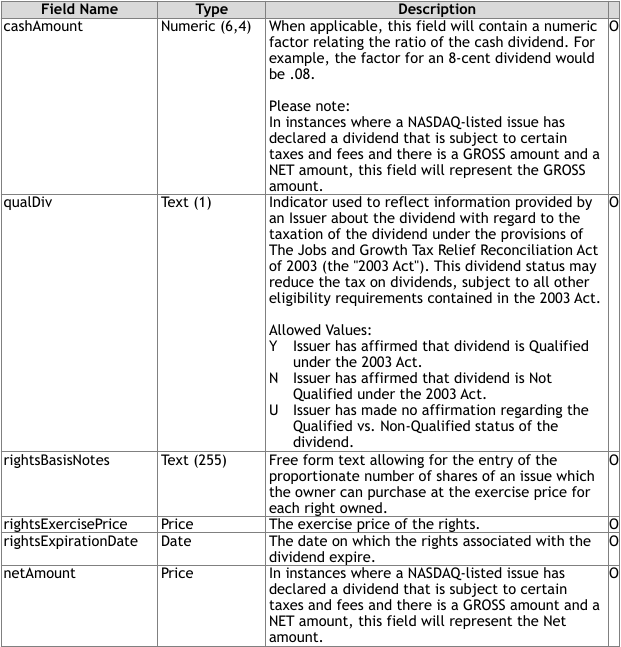 Field Name Type Description
cashAmount Numeric (6,4) When applicable, this field will contain a numeric O
factor relating the ratio of the cash dividend. For
example, the factor for an 8-cent dividend would
be .08.
Please note:
In instances where a NASDAQ-listed issue has
declared a dividend that is subject to certain
taxes and fees and there is a GROSS amount and a
NET amount, this field will represent the GROSS
amount.
qualDiv Text (1) Indicator used to reflect information provided by O
an Issuer about the dividend with regard to the
taxation of the dividend under the provisions of
The Jobs and Growth Tax Relief Reconciliation Act
of 2003 (the "2003 Act"). This dividend status may
reduce the tax on dividends, subject to all other
eligibility requirements contained in the 2003 Act.
Allowed Values:
Y Issuer has affirmed that dividend is Qualified
under the 2003 Act.
N Issuer has affirmed that dividend is Not
Qualified under the 2003 Act.
U Issuer has made no affirmation regarding the
Qualified vs. Non-Qualified status of the
dividend.
rightsBasisNotes Text (255) Free form text allowing for the entry of the O
proportionate number of shares of an issue which
the owner can purchase at the exercise price for
each right owned.
rightsExercisePrice Price The exercise price of the rights. O
rightsExpirationDate Date The date on which the rights associated with the O
dividend expire.
netAmount Price In instances where a NASDAQ-listed issue has O
declared a dividend that is subject to certain
taxes and fees and there is a GROSS amount and a
NET amount, this field will represent the Net
amount.